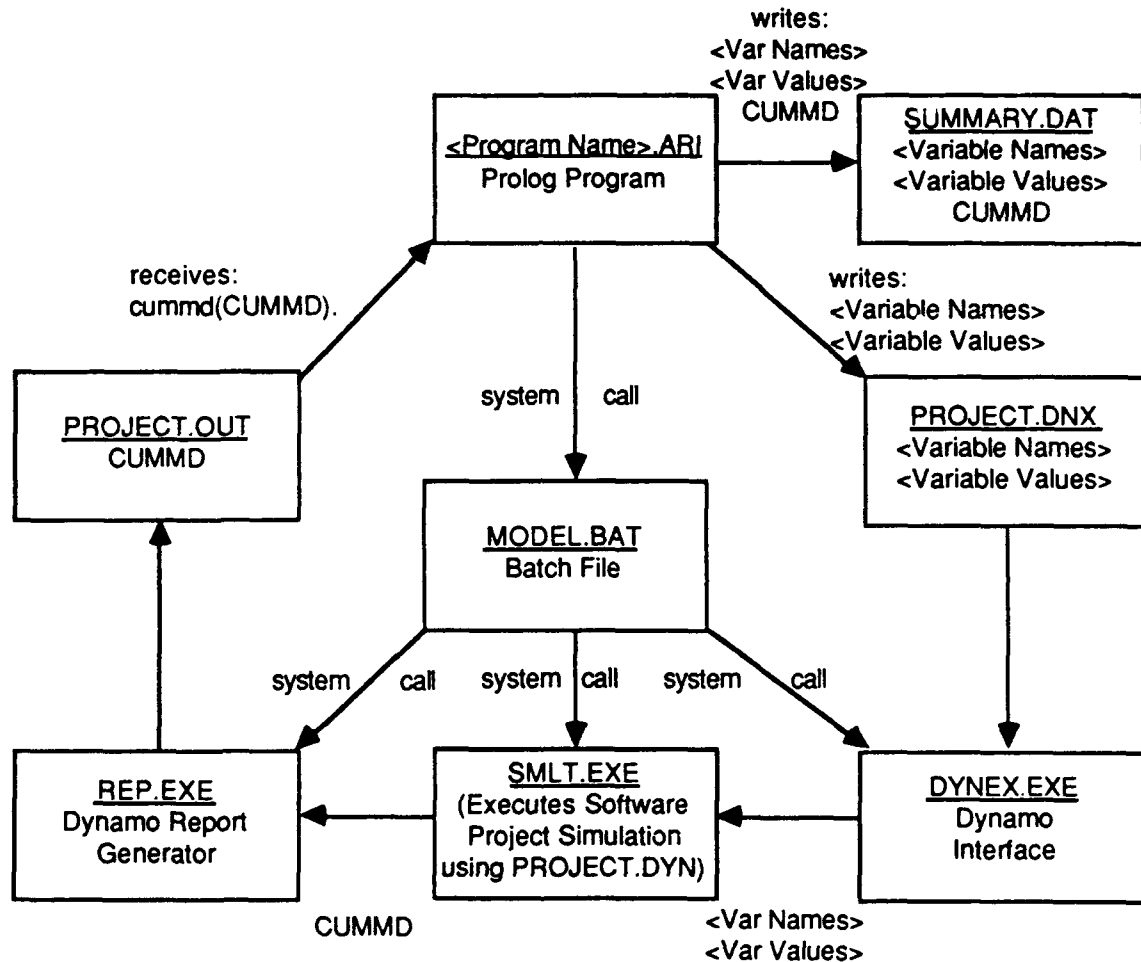 writes:
<Var Names>
<Var Values>
CUMMD
<Program Name>.ARI
Prolog Program
SUMMARY.DAT
<Variable Names>
<Variable Values>
CUMMD
receives:
cummd(CUMMD).
writes:
<Variable Names>
<Variable Values>
system call
PROJECT.OUT
CUMMD
PROJECT.DNX
<Variable Names>
<Variable Values>
MODEL.BAT
Batch File
system call
system call
system call
REP.EXE
Dynamo Report
Generator
SMLT.EXE
(Executes Software
Project Simulation
using PROJECT.DYN)
DYNEX.EXE
Dynamo
Interface
CUMMD
<Var Names>
<Var Values>